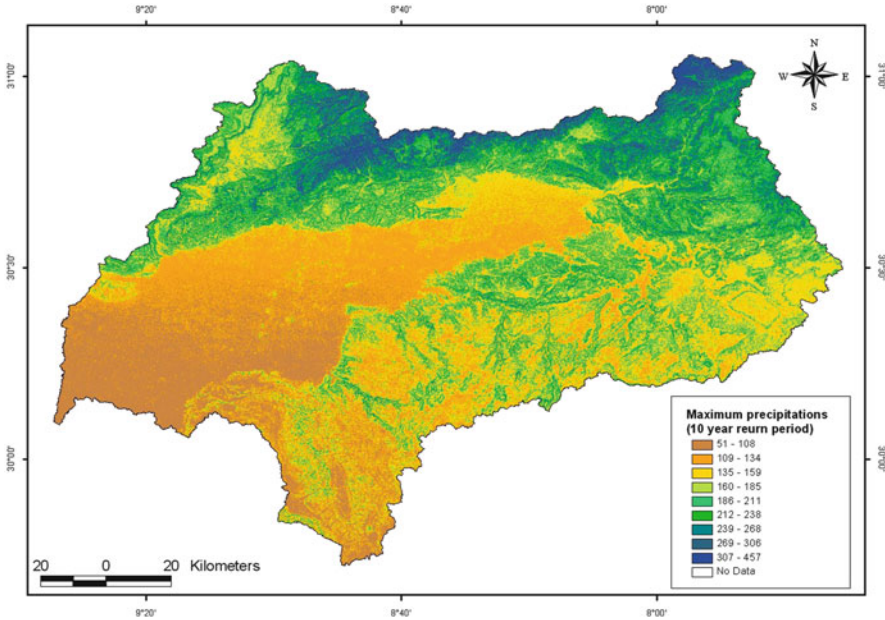 9°20' 8°40' 8°00'
31°00' 31°00'
N
W E
S
30°30' 30°30'
30°00' 30°00'
Maximum precipitations
(10 year reurn period)
51 - 108
109 - 134
135 - 159
160 - 185
186 - 211
212 - 238
239 - 268
269 - 306
307 - 457
No Data
20 0 20 Kilometers
9°20' 8°40' 8°00'